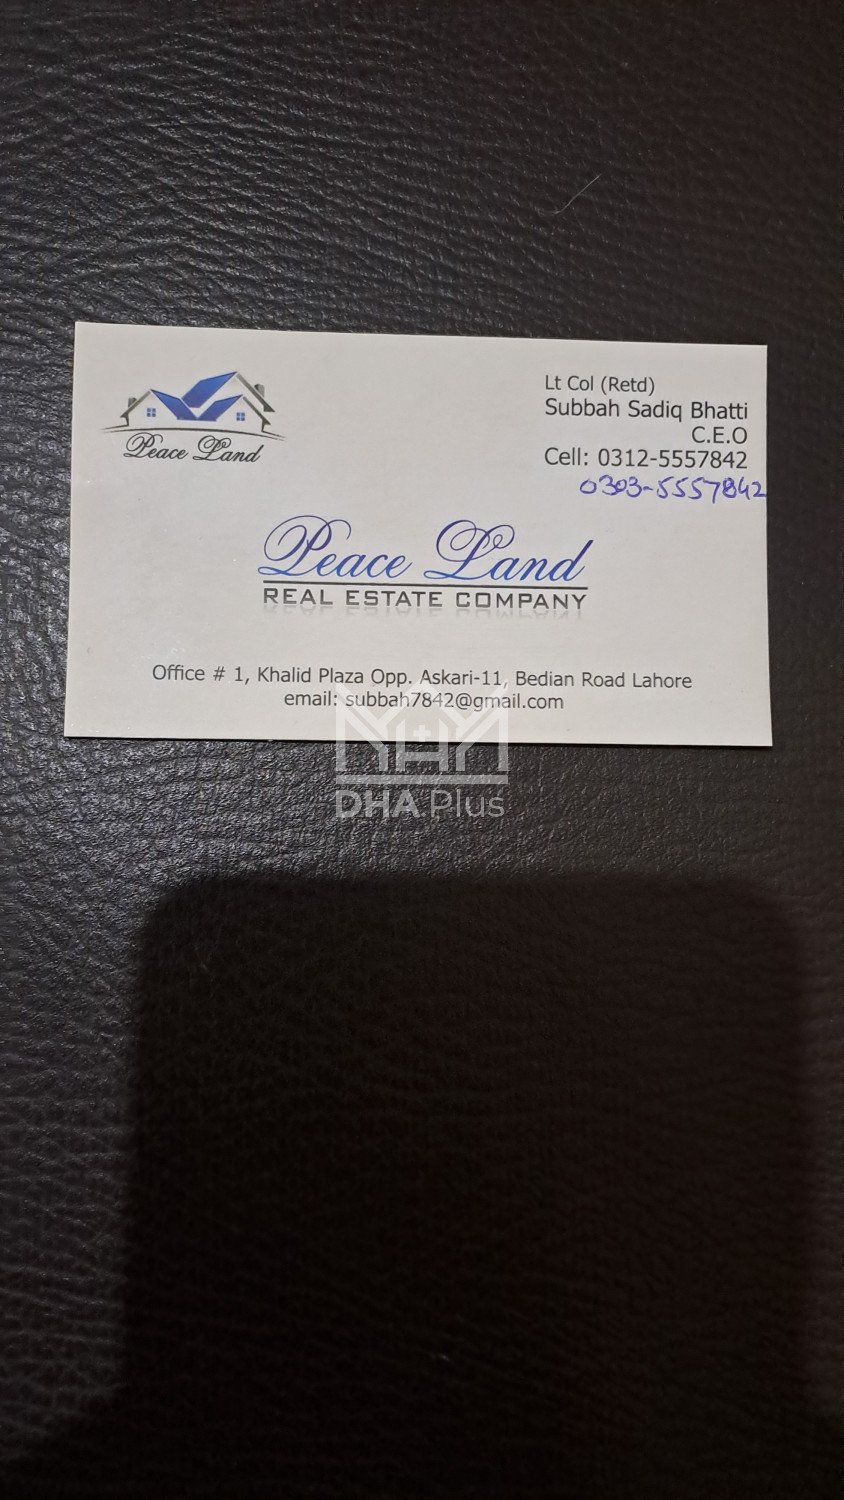 Peace Land
Lt Col (Retd)
Subbah Sadiq Bhatti
C.E.O
Cell: 0312-5557842
0303-5557842
Peace Land
REAL ESTATE COMPANY
Office # 1, Khalid Plaza Opp. Askari-11, Bedian Road Lahore
email: subbah7842@gmail.com
DHA Plus